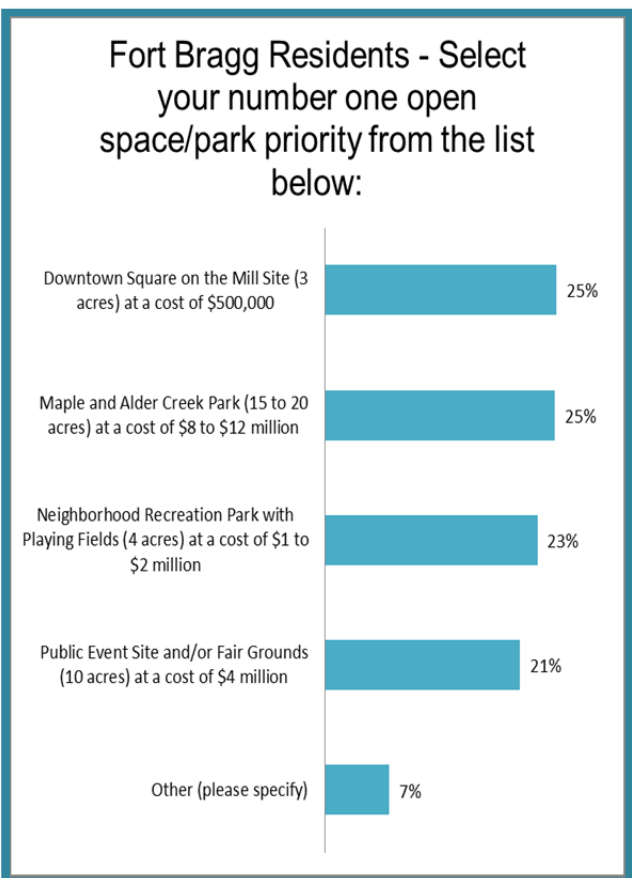 Fort Bragg Residents - Select
your number one open
space/park priority from the list
below:
Downtown Square on the Mill Site (3
acres) at a cost of $500,000
25%
Maple and Alder Creek Park (15 to 20
acres) at a cost of $8 to $12 million
25%
Neighborhood Recreation Park with
Playing Fields (4 acres) at a cost of $1 to
$2 million
23%
Public Event Site and/or Fair Grounds
(10 acres) at a cost of $4 million
21%
Other (please specify)
7%